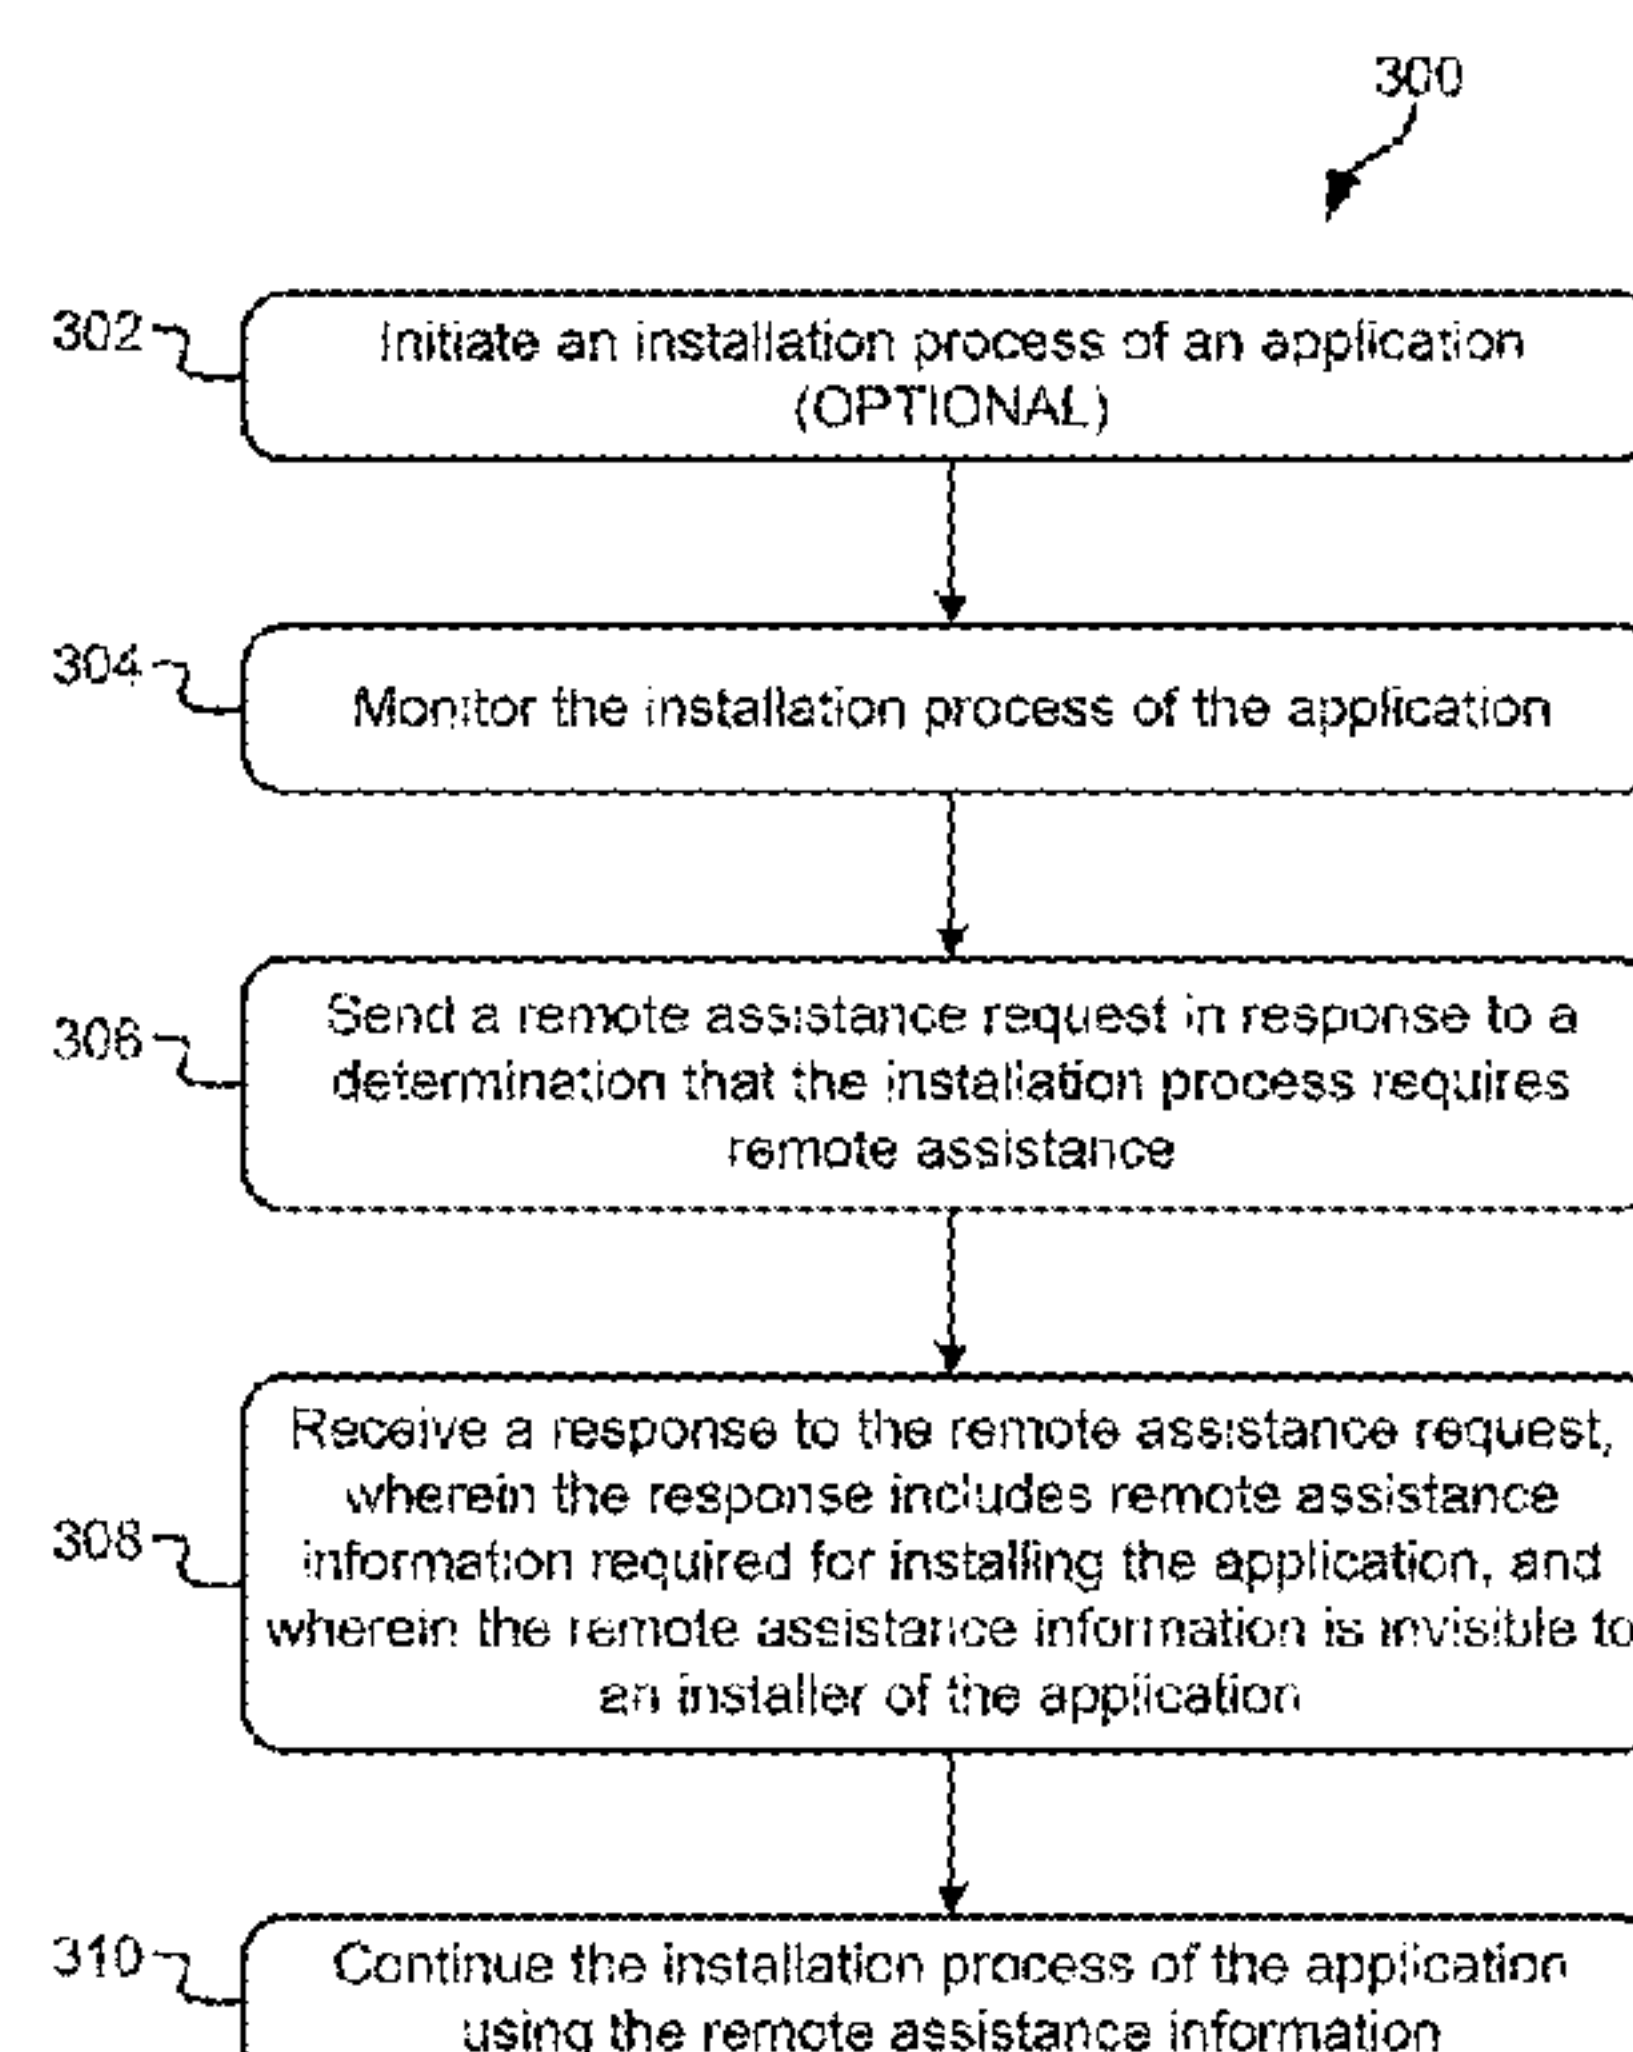 300
302
Initiate an installation process of an application
(OPTIONAL)
304
Monitor the installation process of the application
306
Send a remote assistance request in response to a
determination that the installation process requires
remote assistance
308
Receive a response to the remote assistance request,
wherein the response includes remote assistance
information required for installing the application, and
wherein the remote assistance information is invisible to
an installer of the application
310
Continue the installation process of the application
using the remote assistance information